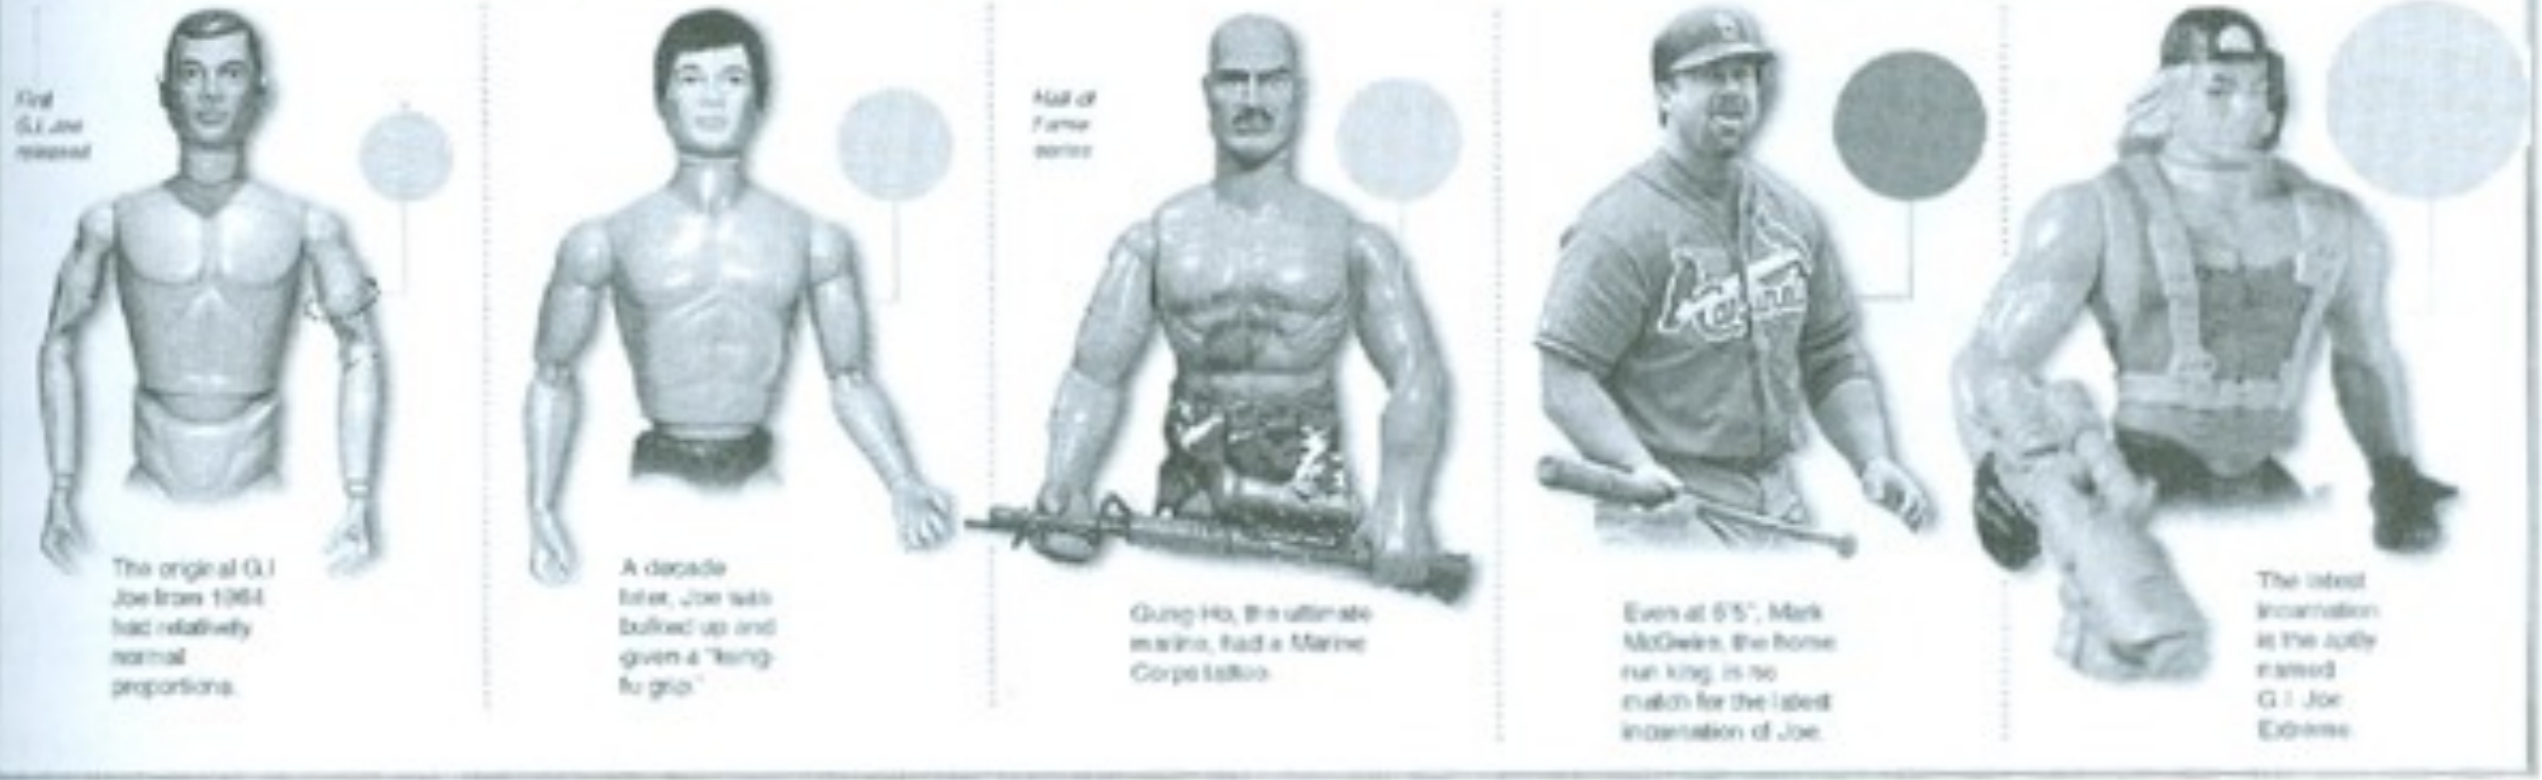 First
G.I. Joe
released
The original G.I
Joe from 1964
had relatively
normal
proportions.
A decade
later, Joe was
bulked up and
given a "kung-
fu grip."
Hall of
Fame
series
Gung-Ho, the ultimate
marine, had a Marine
Corps tattoo.
Cardinals
Even at 6'5", Mark
McGwire, the home
run king, is no
match for the latest
incarnation of Joe.
The latest
incarnation
is the aptly
named
G.I. Joe
Extreme.